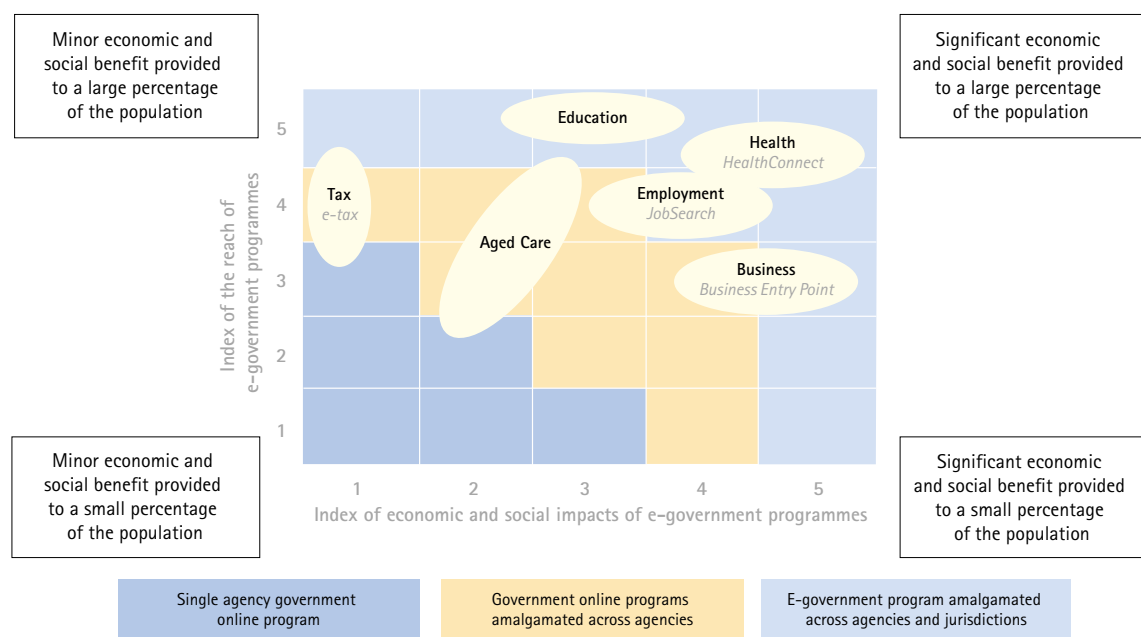 Minor economic and
social benefit provided
to a large percentage
of the population
Significant economic
and social benefit provided
to a large percentage
of the population
Index of the reach of
e-government programmes
5
4
3
2
1
Education
Health
HealthConnect
Tax
e-tax
Employment
JobSearch
Aged Care
Business
Business Entry Point
Minor economic and
social benefit provided
to a small percentage
of the population
Significant economic
and social benefit provided
to a small percentage
of the population
1 2 3 4 5
Index of economic and social impacts of e-government programmes
Single agency government
online program
Government online programs
amalgamated across agencies
E-government program amalgamated
across agencies and jurisdictions